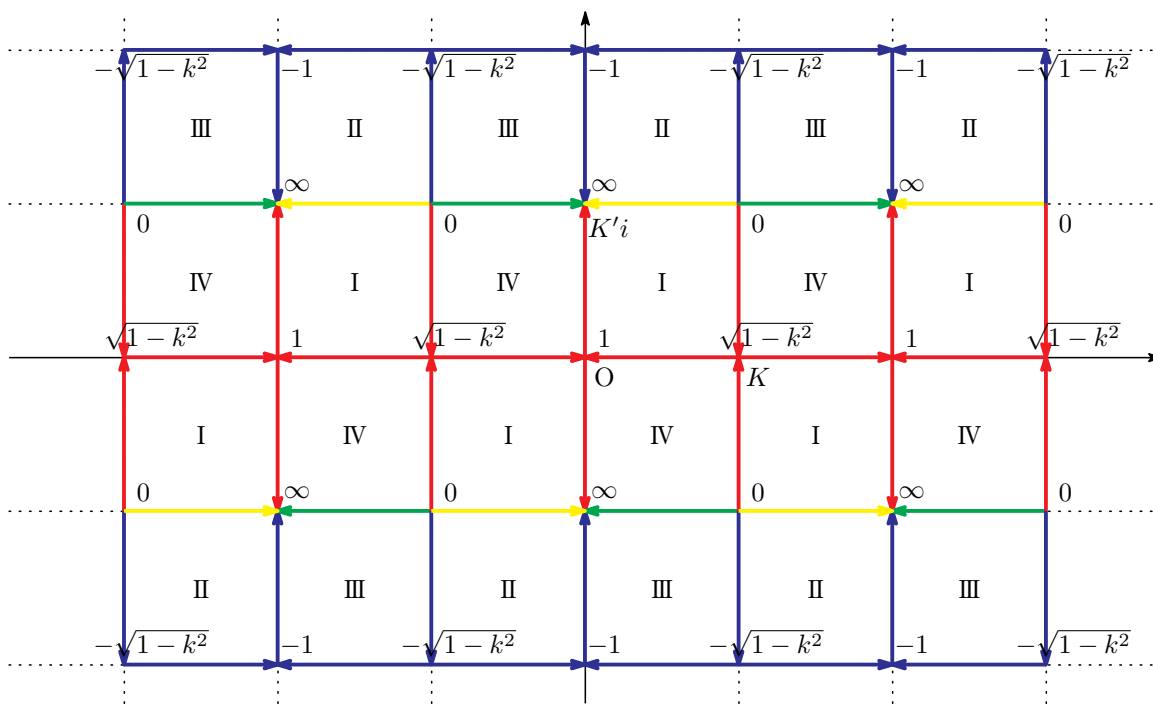 −√1−k² −1 −√1−k² −1 −√1−k² −1 −√1−k²
Ⅲ Ⅱ Ⅲ Ⅱ Ⅲ Ⅱ
∞ ∞ ∞
0 0 K′i 0 0
Ⅳ Ⅰ Ⅳ Ⅰ Ⅳ Ⅰ
√1−k² 1 √1−k² 1 √1−k² 1 √1−k²
O K
Ⅰ Ⅳ Ⅰ Ⅳ Ⅰ Ⅳ
0 ∞ 0 ∞ 0 ∞ 0
Ⅱ Ⅲ Ⅱ Ⅲ Ⅱ Ⅲ
−√1−k² −1 −√1−k² −1 −√1−k² −1 −√1−k²